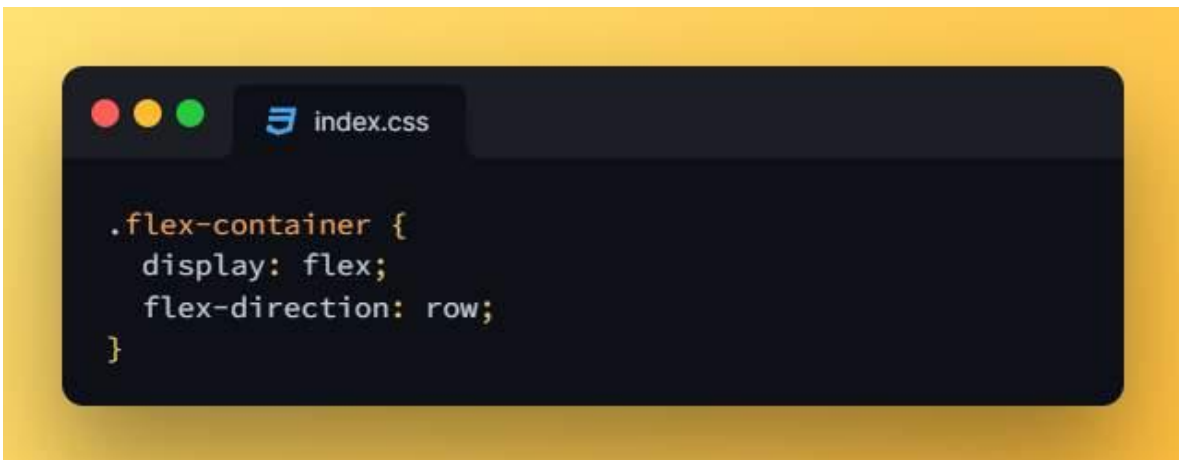 index.css
.flex-container {
  display: flex;
  flex-direction: row;
}